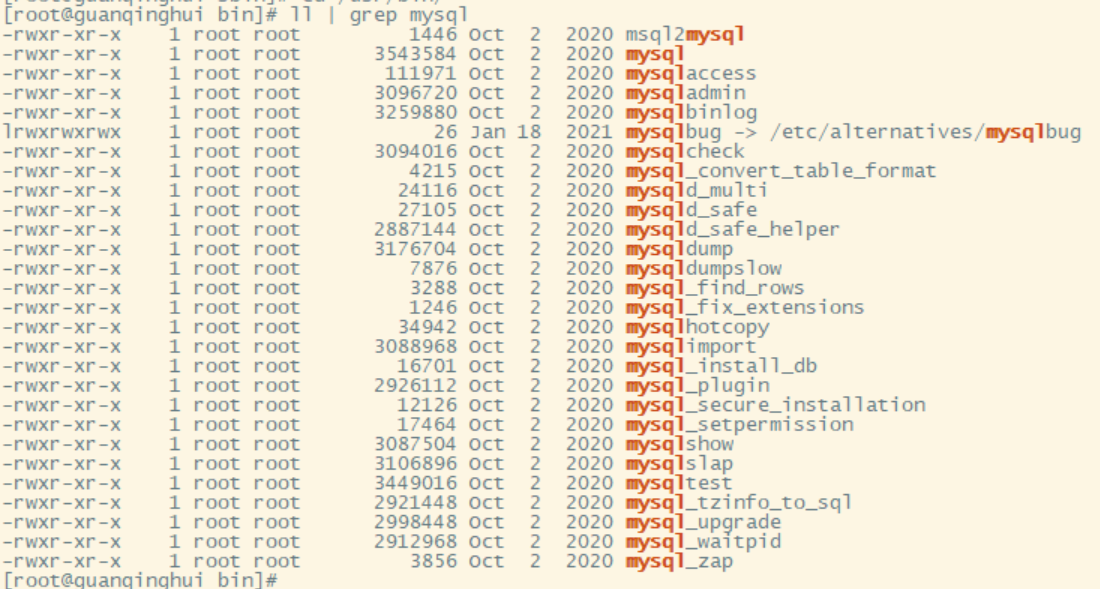 [root@guanqinghui bin]# ll | grep mysql
-rwxr-xr-x    1 root root        1446 Oct  2  2020 msql2mysql
-rwxr-xr-x    1 root root     3543584 Oct  2  2020 mysql
-rwxr-xr-x    1 root root      111971 Oct  2  2020 mysqlaccess
-rwxr-xr-x    1 root root     3096720 Oct  2  2020 mysqladmin
-rwxr-xr-x    1 root root     3259880 Oct  2  2020 mysqlbinlog
lrwxrwxrwx    1 root root          26 Jan 18  2021 mysqlbug -> /etc/alternatives/mysqlbug
-rwxr-xr-x    1 root root     3094016 Oct  2  2020 mysqlcheck
-rwxr-xr-x    1 root root        4215 Oct  2  2020 mysql_convert_table_format
-rwxr-xr-x    1 root root       24116 Oct  2  2020 mysqld_multi
-rwxr-xr-x    1 root root       27105 Oct  2  2020 mysqld_safe
-rwxr-xr-x    1 root root     2887144 Oct  2  2020 mysqld_safe_helper
-rwxr-xr-x    1 root root     3176704 Oct  2  2020 mysqldump
-rwxr-xr-x    1 root root        7876 Oct  2  2020 mysqldumpslow
-rwxr-xr-x    1 root root        3288 Oct  2  2020 mysql_find_rows
-rwxr-xr-x    1 root root        1246 Oct  2  2020 mysql_fix_extensions
-rwxr-xr-x    1 root root       34942 Oct  2  2020 mysqlhotcopy
-rwxr-xr-x    1 root root     3088968 Oct  2  2020 mysqlimport
-rwxr-xr-x    1 root root       16701 Oct  2  2020 mysql_install_db
-rwxr-xr-x    1 root root     2926112 Oct  2  2020 mysql_plugin
-rwxr-xr-x    1 root root       12126 Oct  2  2020 mysql_secure_installation
-rwxr-xr-x    1 root root       17464 Oct  2  2020 mysql_setpermission
-rwxr-xr-x    1 root root     3087504 Oct  2  2020 mysqlshow
-rwxr-xr-x    1 root root     3106896 Oct  2  2020 mysqlslap
-rwxr-xr-x    1 root root     3449016 Oct  2  2020 mysqltest
-rwxr-xr-x    1 root root     2921448 Oct  2  2020 mysql_tzinfo_to_sql
-rwxr-xr-x    1 root root     2998448 Oct  2  2020 mysql_upgrade
-rwxr-xr-x    1 root root     2912968 Oct  2  2020 mysql_waitpid
-rwxr-xr-x    1 root root        3856 Oct  2  2020 mysql_zap
[root@guanqinghui bin]#